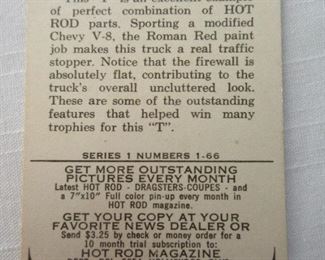 This "T" is an excellent example
of perfect combination of HOT
ROD parts. Sporting a modified
Chevy V-8, the Roman Red paint
job makes this truck a real traffic
stopper. Notice the firewall is
absolutely flat, contributing to the
truck's overall uncluttered look.
These are some of the outstanding
features that helped win many
trophies for this "T".
SERIES 1 NUMBERS 1-66
GET MORE OUTSTANDING
PICTURES EVERY MONTH
Latest HOT ROD - DRAGSTERS-COUPES - and
a 7"x10" Full color pin-up every month in
HOT ROD magazine.
GET YOUR COPY AT YOUR
FAVORITE NEWS DEALER OR
Send $3.25 by check or money order for a
10 month trial subscription to:
HOT ROD MAGAZINE